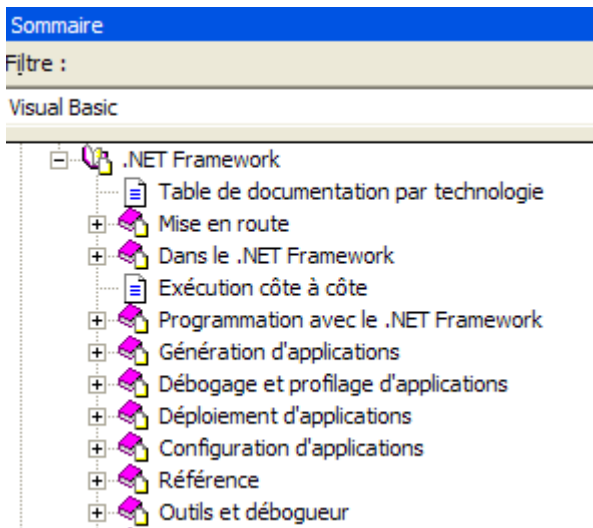 Sommaire
Filtre :
Visual Basic
.NET Framework
Table de documentation par technologie
Mise en route
Dans le .NET Framework
Exécution côte à côte
Programmation avec le .NET Framework
Génération d'applications
Débogage et profilage d'applications
Déploiement d'applications
Configuration d'applications
Référence
Outils et débogueur